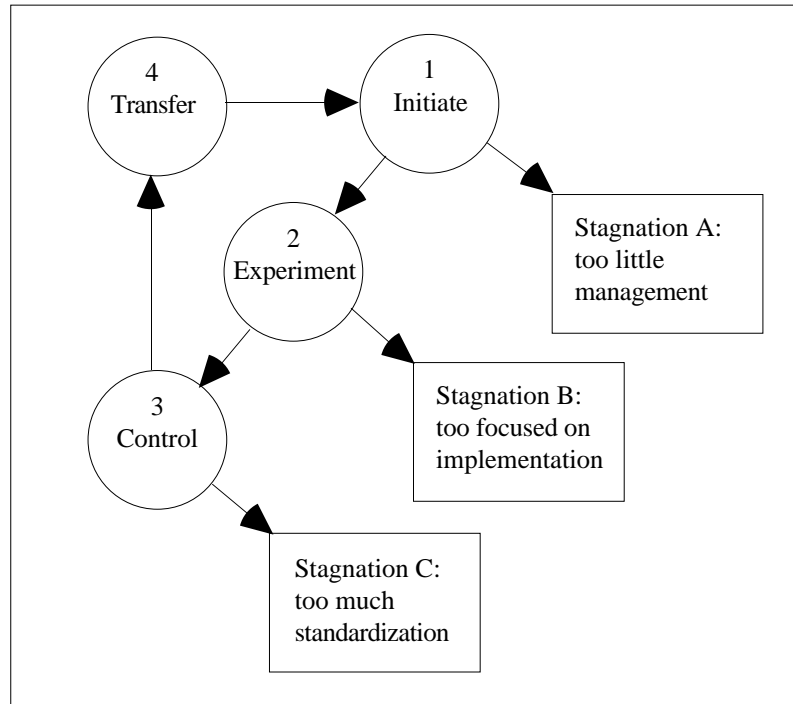 4
Transfer
1
Initiate
2
Experiment
Stagnation A:
too little
management
3
Control
Stagnation B:
too focused on
implementation
Stagnation C:
too much
standardization